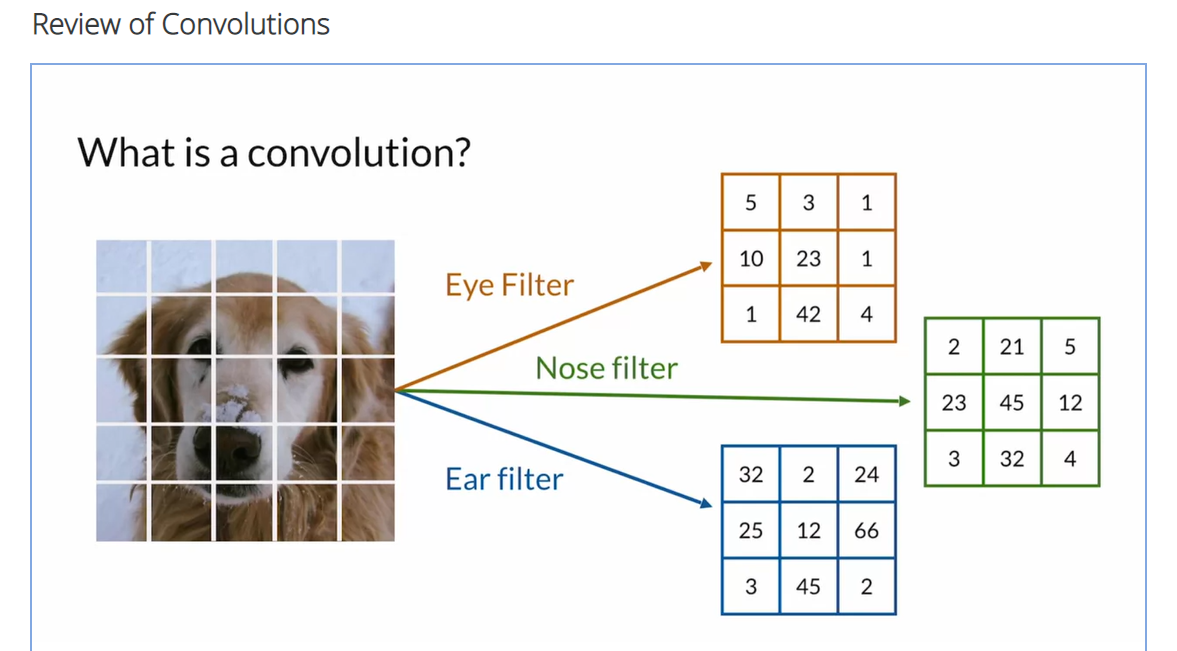 Review of Convolutions
What is a convolution?
Eye Filter
5 3 1
10 23 1
1 42 4
Nose filter
2 21 5
23 45 12
3 32 4
Ear filter
32 2 24
25 12 66
3 45 2